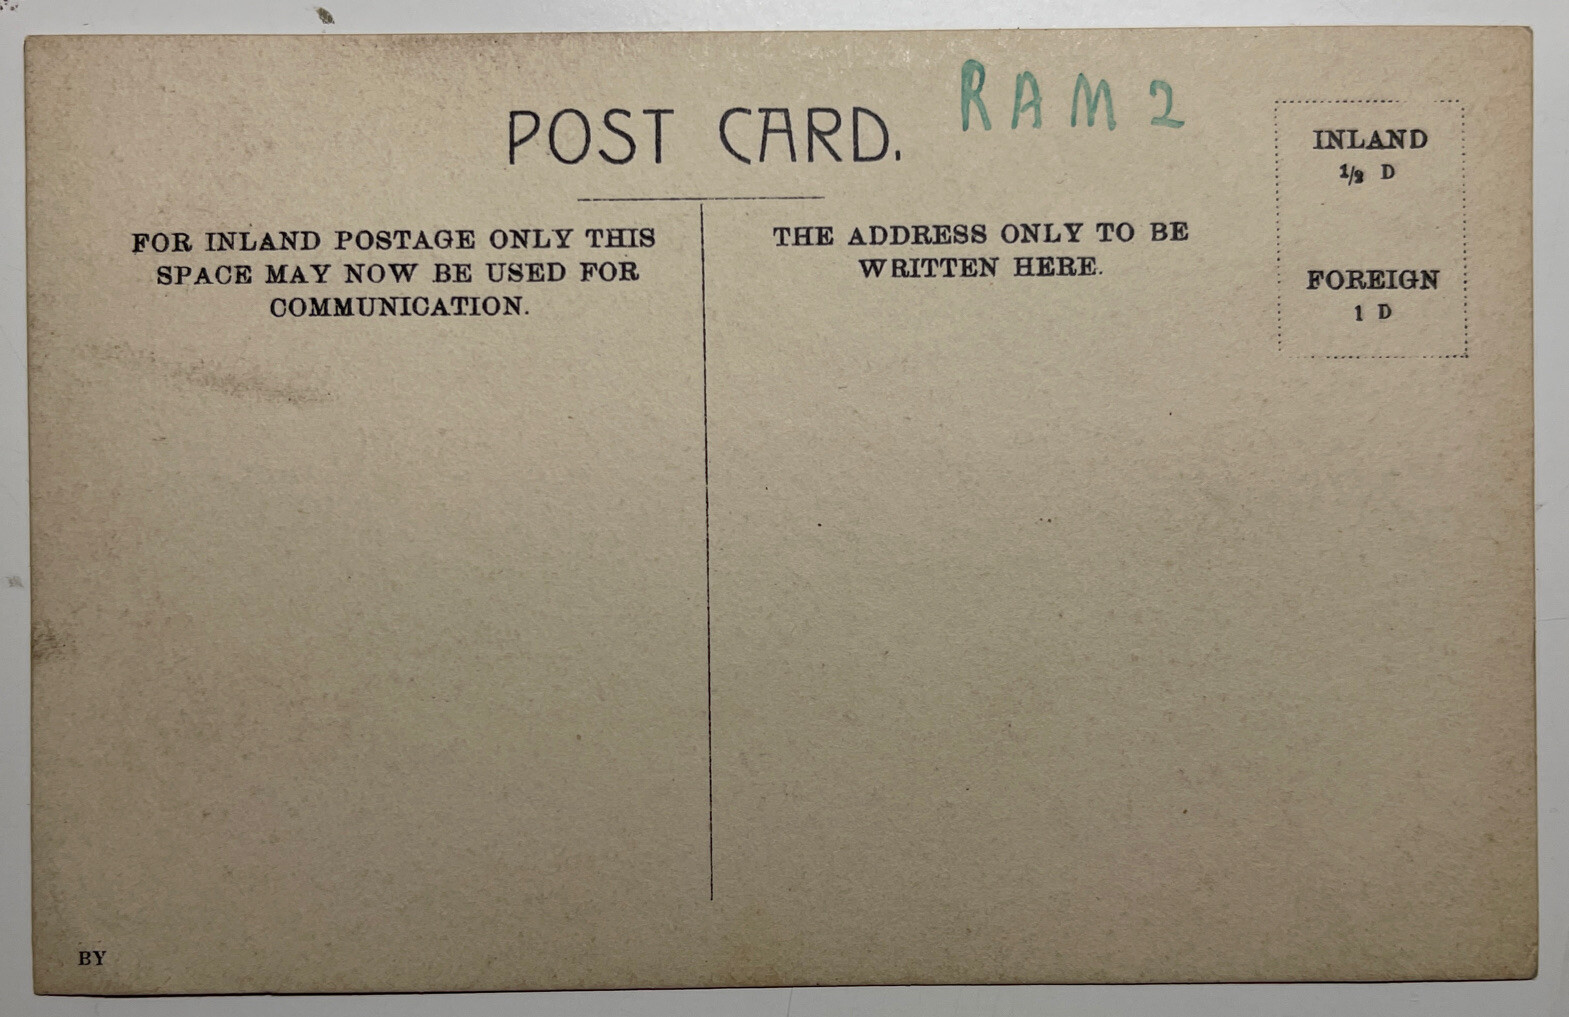 POST CARD.
RAM 2
INLAND
1/2 D
FOREIGN
1 D
FOR INLAND POSTAGE ONLY THIS
SPACE MAY NOW BE USED FOR
COMMUNICATION.
THE ADDRESS ONLY TO BE
WRITTEN HERE.
BY